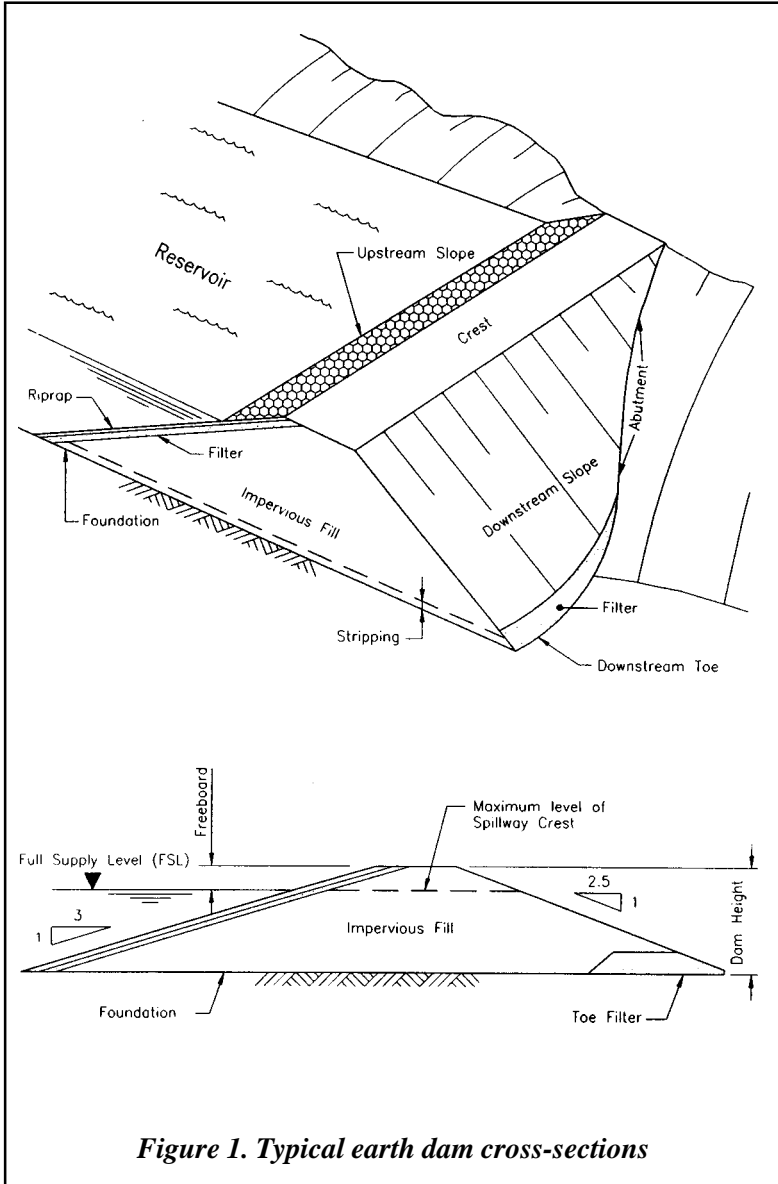 Reservoir
Upstream Slope
Crest
Riprap
Filter
Abutment
Foundation
Impervious Fill
Downstream Slope
Stripping
Filter
Downstream Toe
Freeboard
Maximum level of
Spillway Crest
Full Supply Level (FSL)
2.5
1
3
1
Impervious Fill
Dam Height
Foundation
Toe Filter
Figure 1. Typical earth dam cross-sections